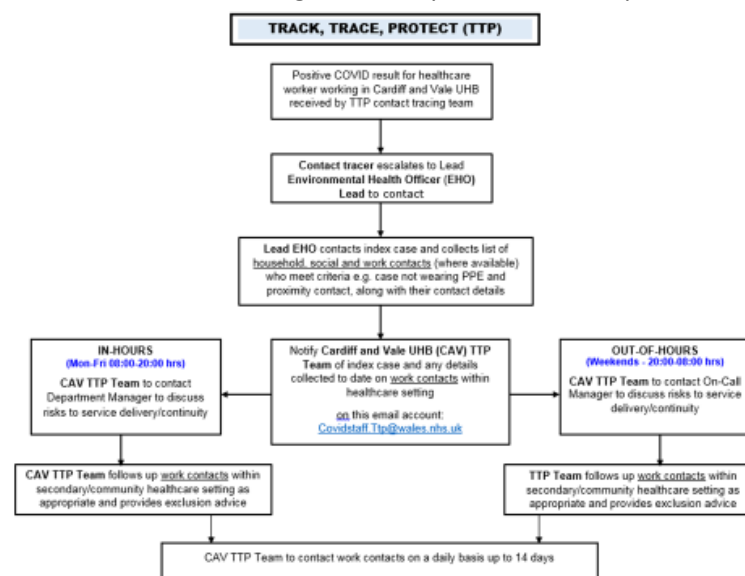 TRACK, TRACE, PROTECT (TTP)
Positive COVID result for healthcare
worker working in Cardiff and Vale UHB
received by TTP contact tracing team
Contact tracer escalates to Lead
Environmental Health Officer (EHO)
Lead to contact
Lead EHO contacts index case and collects list of
household, social and work contacts (where available)
who meet criteria e.g. case not wearing PPE and
proximity contact, along with their contact details
IN-HOURS
(Mon-Fri 08:00-20:00 hrs)
CAV TTP Team to contact
Department Manager to discuss
risks to service delivery/continuity
Notify Cardiff and Vale UHB (CAV) TTP
Team of index case and any details
collected to date on work contacts within
healthcare setting
on this email account:
Covidstaff.Ttp@wales.nhs.uk
OUT-OF-HOURS
(Weekends - 20:00-08:00 hrs)
CAV TTP Team to contact On-Call
Manager to discuss risks to service
delivery/continuity
CAV TTP Team follows up work contacts within
secondary/community healthcare setting as
appropriate and provides exclusion advice
TTP Team follows up work contacts within
secondary/community healthcare setting as
appropriate and provides exclusion advice
CAV TTP Team to contact work contacts on a daily basis up to 14 days